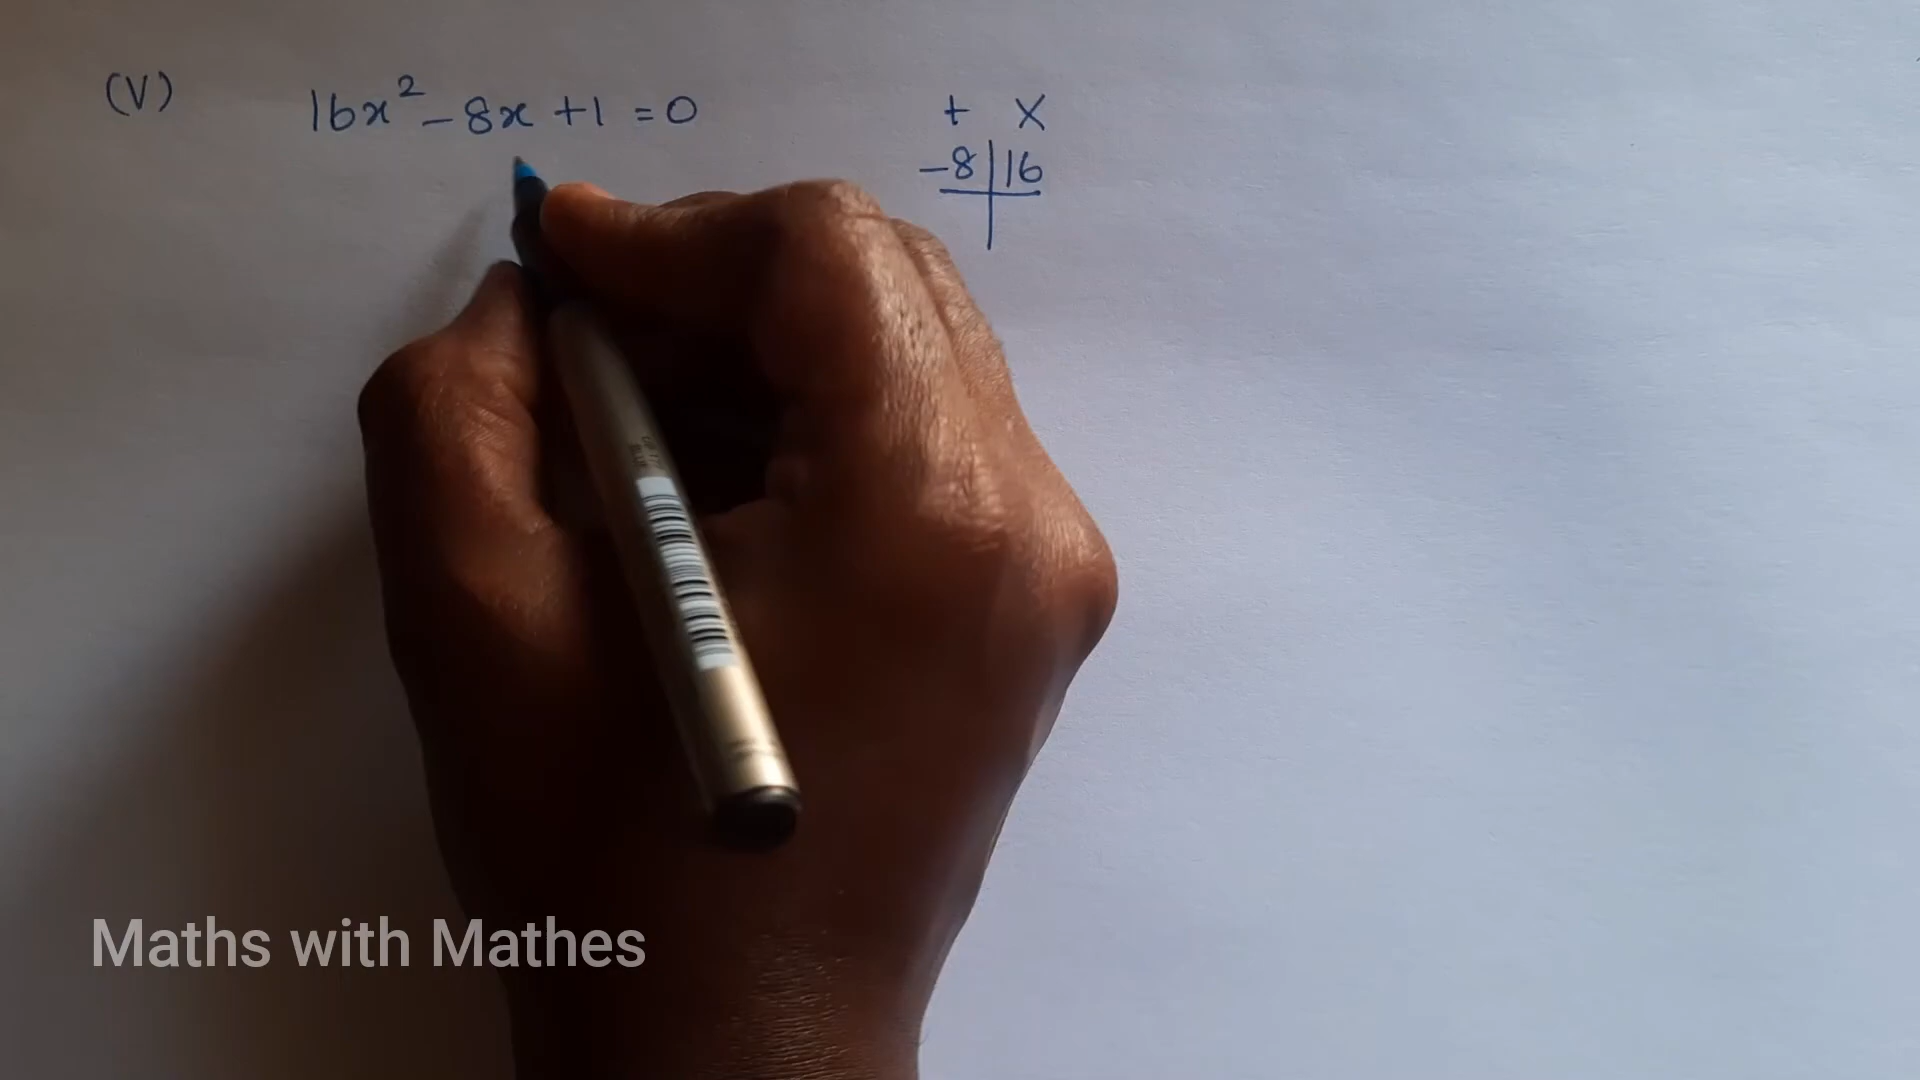 (V) 16x² - 8x + 1 = 0
+ X
-8 | 16
Maths with Mathes